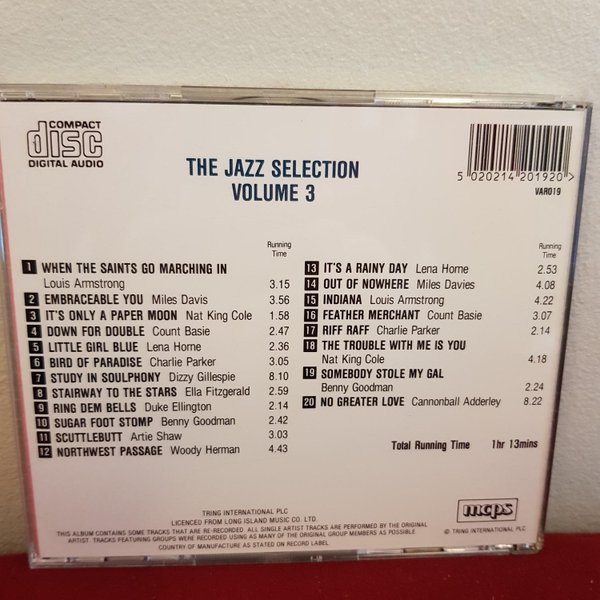 COMPACT
disc
DIGITAL AUDIO
THE JAZZ SELECTION
VOLUME 3
5 020214 201920>
VAR019
Running
Time
1 WHEN THE SAINTS GO MARCHING IN
Louis Armstrong 3.15
2 EMBRACEABLE YOU Miles Davis 3.56
3 IT'S ONLY A PAPER MOON Nat King Cole 1.58
4 DOWN FOR DOUBLE Count Basie 2.47
5 LITTLE GIRL BLUE Lena Horne 2.36
6 BIRD OF PARADISE Charlie Parker 3.05
7 STUDY IN SOULPHONY Dizzy Gillespie 8.10
8 STAIRWAY TO THE STARS Ella Fitzgerald 2.59
9 RING DEM BELLS Duke Ellington 2.14
10 SUGAR FOOT STOMP Benny Goodman 2.42
11 SCUTTLEBUTT Artie Shaw 3.03
12 NORTHWEST PASSAGE Woody Herman 4.43
Running
Time
13 IT'S A RAINY DAY Lena Horne 2.53
14 OUT OF NOWHERE Miles Davies 4.08
15 INDIANA Louis Armstrong 4.22
16 FEATHER MERCHANT Count Basie 3.07
17 RIFF RAFF Charlie Parker 2.14
18 THE TROUBLE WITH ME IS YOU
Nat King Cole 4.18
19 SOMEBODY STOLE MY GAL
Benny Goodman 2.24
20 NO GREATER LOVE Cannonball Adderley 8.22
Total Running Time 1hr 13mins
TRING INTERNATIONAL PLC
LICENCED FROM LONG ISLAND MUSIC CO. LTD.
THIS ALBUM CONTAINS SOME TRACKS THAT ARE RE-RECORDED. ALL SINGLE ARTIST TRACKS ARE PERFORMED BY THE ORIGINAL
ARTIST. TRACKS FEATURING GROUPS WERE RECORDED USING AS MANY OF THE ORIGINAL GROUP MEMBERS AS POSSIBLE.
COUNTRY OF MANUFACTURE AS STATED ON RECORD LABEL.
mcps
© TRING INTERNATIONAL PLC